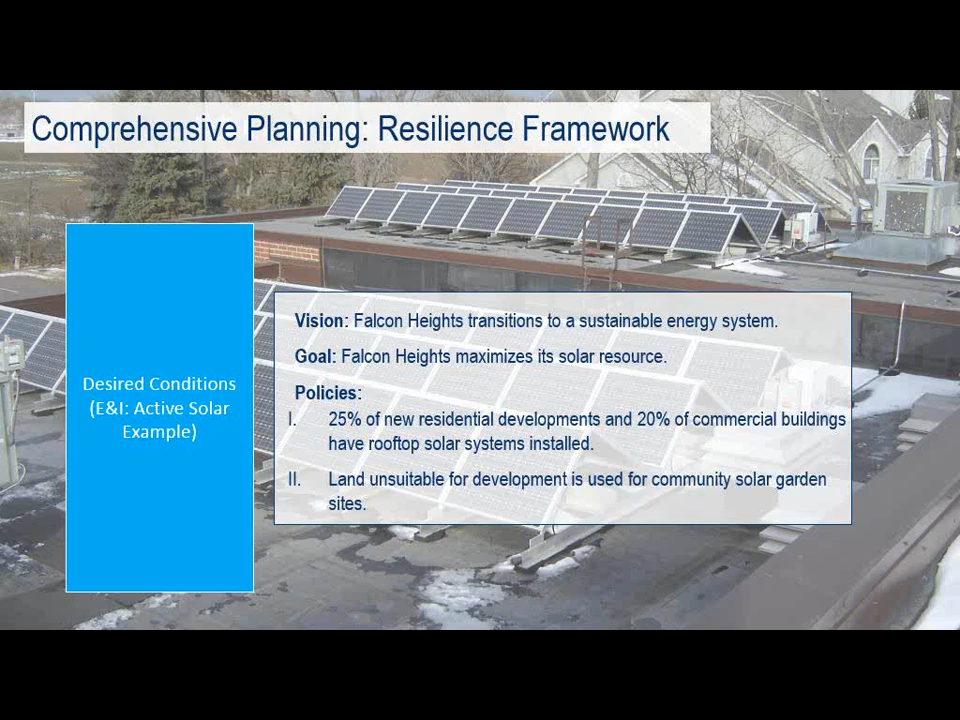 Comprehensive Planning: Resilience Framework
Desired Conditions
(E&I: Active Solar
Example)
Vision: Falcon Heights transitions to a sustainable energy system.
Goal: Falcon Heights maximizes its solar resource.
Policies:
I. 25% of new residential developments and 20% of commercial buildings
have rooftop solar systems installed.
II. Land unsuitable for development is used for community solar garden
sites.